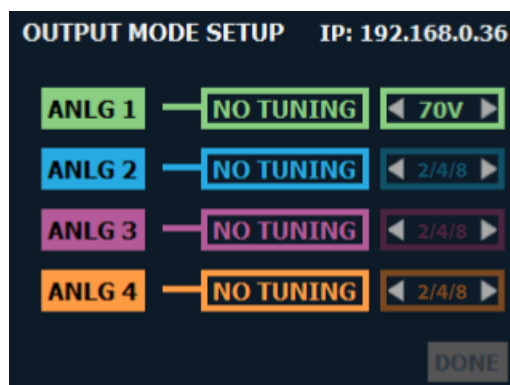 OUTPUT MODE SETUP IP: 192.168.0.36
ANLG 1 NO TUNING 70V
ANLG 2 NO TUNING 2/4/8
ANLG 3 NO TUNING 2/4/8
ANLG 4 NO TUNING 2/4/8
DONE